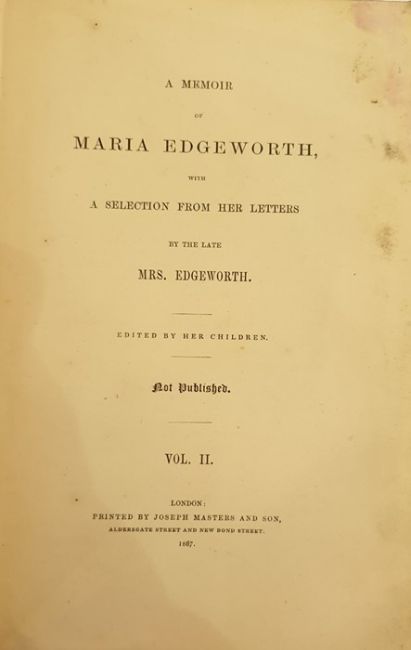 A MEMOIR
OF
MARIA EDGEWORTH,
WITH
A SELECTION FROM HER LETTERS
BY THE LATE
MRS. EDGEWORTH.
EDITED BY HER CHILDREN.
Not Published.
VOL. II.
LONDON:
PRINTED BY JOSEPH MASTERS AND SON,
ALDERSGATE STREET AND NEW BOND STREET.
1867.